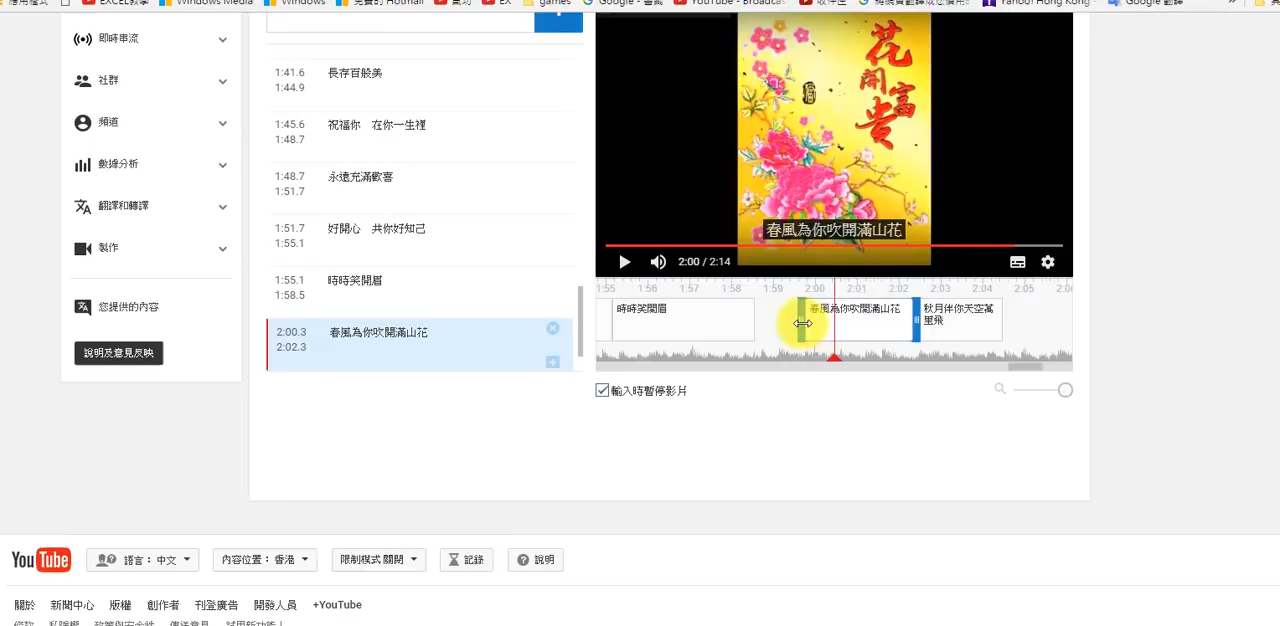 應用程式 EXCEL教學 Windows Media Windows 免費的 Hotmail EX games YouTube - Broadcas 收件匣 Yahoo! Hong Kong Google 翻譯
即時串流
社群
頻道
數據分析
翻譯和轉譯
製作
您提供的內容
說明及意見反映
1:41.6 長存百般美
1:44.9
1:45.6 祝福你 在你一生裡
1:48.7
1:48.7 永遠充滿歡喜
1:51.7
1:51.7 好開心 共你好知己
1:55.1
1:55.1 時時笑開眉
1:58.5
2:00.3 春風為你吹開滿山花
2:02.3
花開富貴
春風為你吹開滿山花
2:00 / 2:14
1:55 1:56 1:57 1:58 1:59 2:00 2:01 2:02 2:03 2:04 2:05
時時笑開眉
春風為你吹開滿山花
秋月伴你天空萬里飛
輸入時暫停影片
YouTube
語言： 中文
內容位置： 香港
限制模式 關閉
記錄
說明
關於 新聞中心 版權 創作者 刊登廣告 開發人員 +YouTube